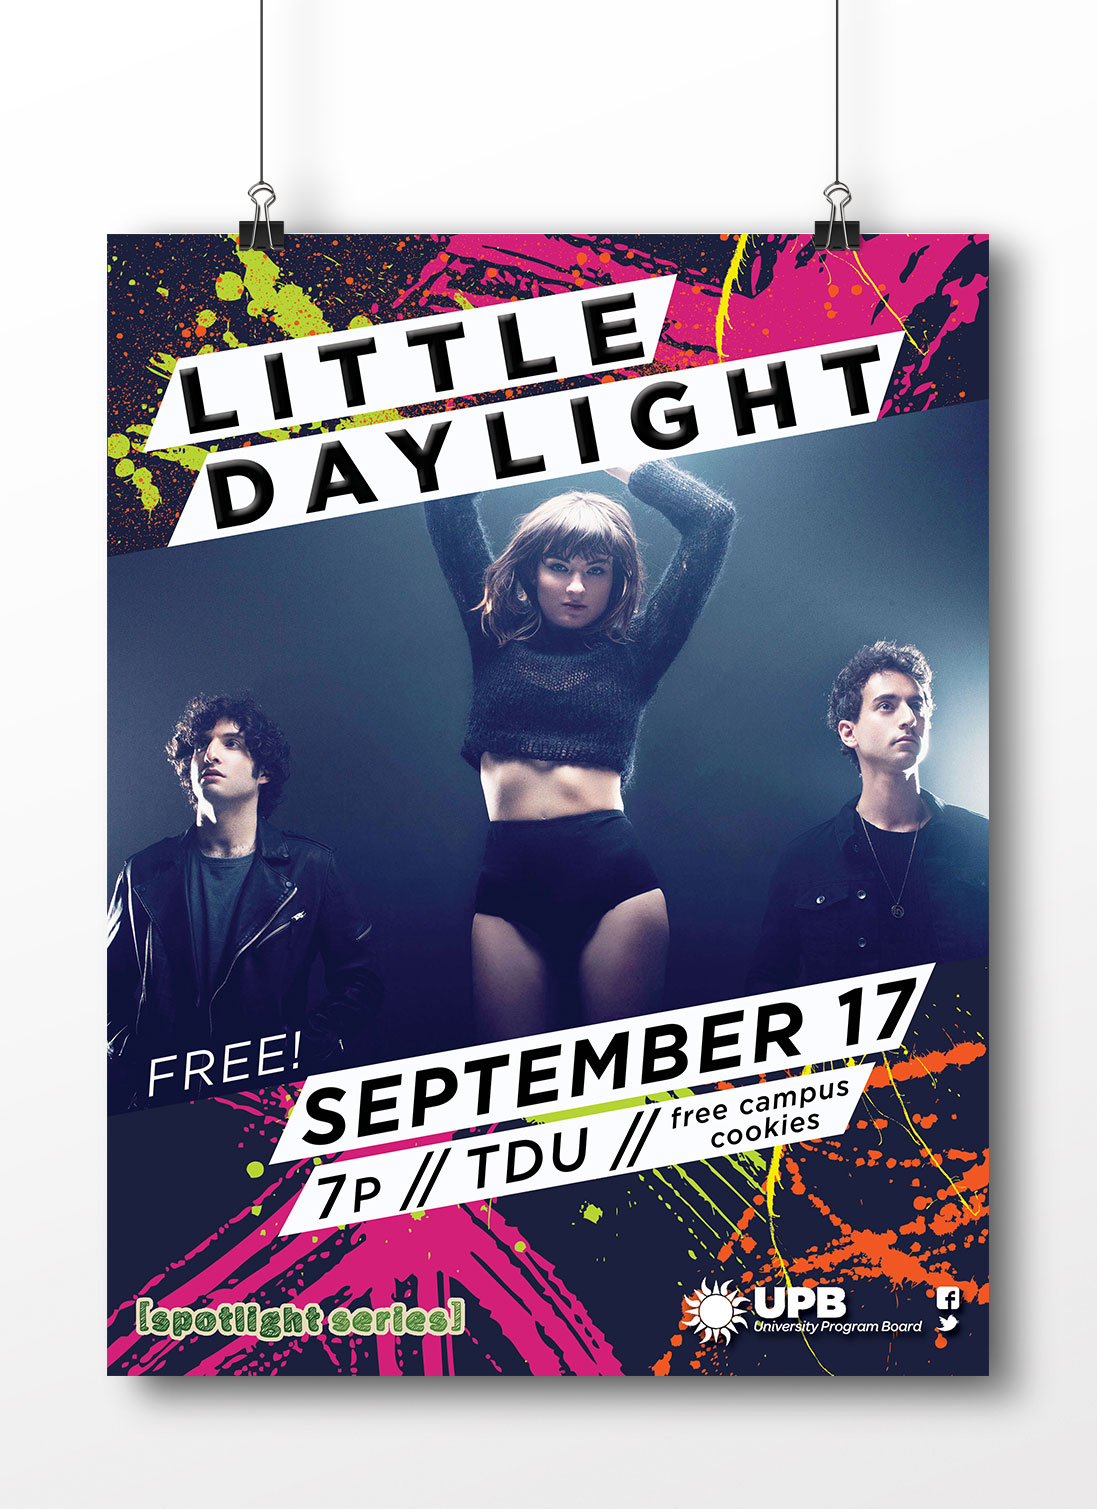 LITTLE
DAYLIGHT
FREE!
SEPTEMBER 17
7P // TDU // free campus
cookies
[spotlight series]
UPB
University Program Board